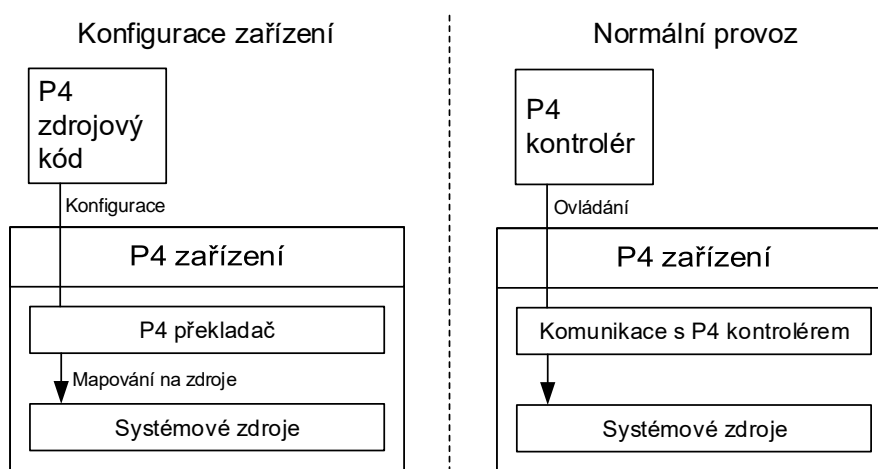 Konfigurace zařízení
P4
zdrojový
kód
Konfigurace
P4 zařízení
P4 překladač
Mapování na zdroje
Systémové zdroje
Normální provoz
P4
kontrolér
Ovládání
P4 zařízení
Komunikace s P4 kontrolérem
Systémové zdroje